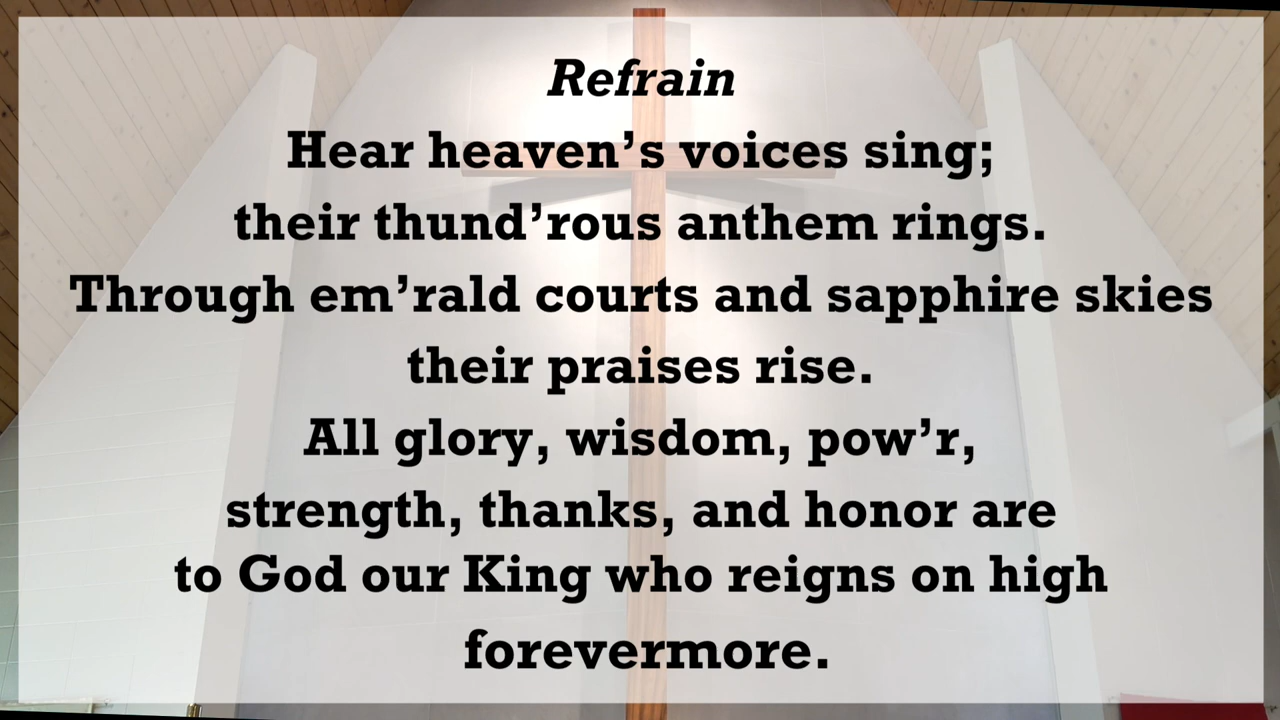 Refrain
Hear heaven’s voices sing;
their thund’rous anthem rings.
Through em’rald courts and sapphire skies
their praises rise.
All glory, wisdom, pow’r,
strength, thanks, and honor are
to God our King who reigns on high
forevermore.